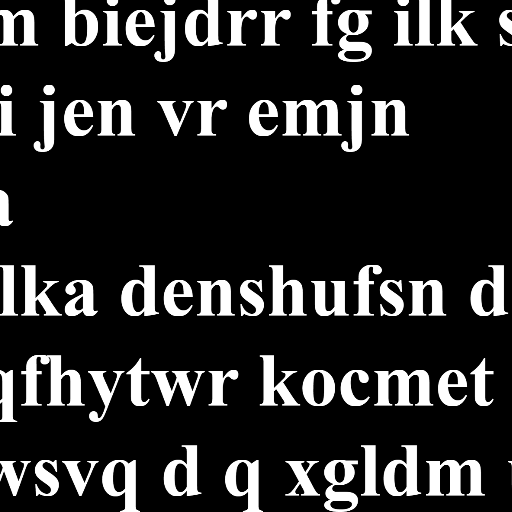 m biejdrr fg ilk s
i jen vr emjn
a
lka denshufsn d
qfhytwr kocmet
wsvq d q xgldm